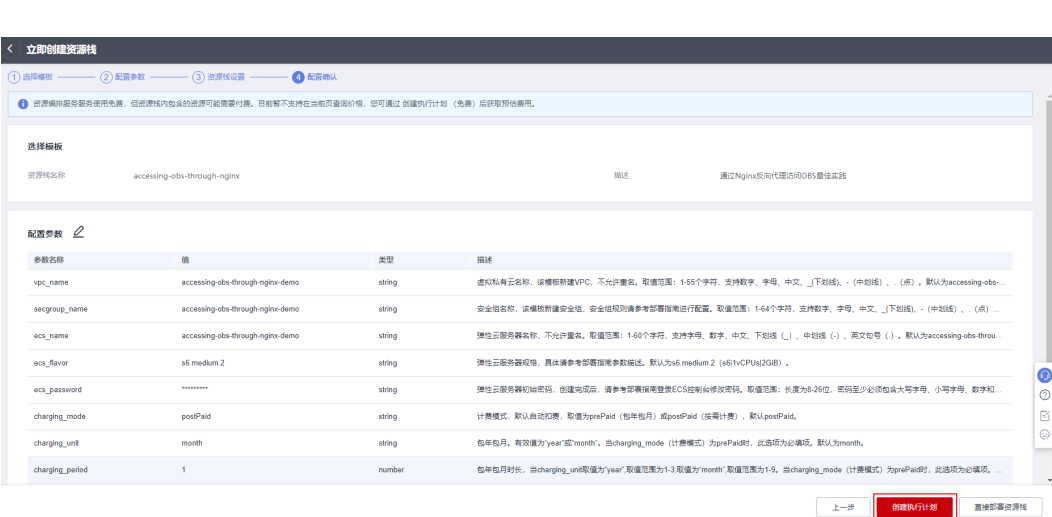 立即创建资源栈
1 选择模板 2 配置参数 3 资源栈设置 4 配置确认
资源编排服务服务使用免费，但资源栈内包含的资源可能需要付费。目前暂不支持在当前页查询价格，您可通过 创建执行计划 （免费）后获取预估费用。
选择模板
资源栈名称 accessing-obs-through-nginx 描述 通过Nginx反向代理访问OBS最佳实践
配置参数
参数名称 值 类型 描述
vpc_name accessing-obs-through-nginx-demo string 虚拟私有云名称，该模板新建VPC，不允许重名。取值范围：1-55个字符，支持数字、字母、中文、_(下划线)、-（中划线）、.（点）。默认为accessing-obs-...
secgroup_name accessing-obs-through-nginx-demo string 安全组名称，该模板新建安全组，安全组规则请参考部署指南进行配置。取值范围：1-64个字符，支持数字、字母、中文、_(下划线)、-（中划线）、.（点）...
ecs_name accessing-obs-through-nginx-demo string 弹性云服务器名称，不允许重名。取值范围：1-60个字符，支持字母、数字、中文、下划线（_）、中划线（-）、英文句号（.）。默认为accessing-obs-throu...
ecs_flavor s6.medium.2 string 弹性云服务器规格，具体请参考部署指南参数描述。默认为s6.medium.2（s6|1vCPUs|2GiB）。
ecs_password ********* string 弹性云服务器初始密码，创建完成后，请参考部署指南登录ECS控制台修改密码。取值范围：长度为8-26位，密码至少必须包含大写字母、小写字母、数字和...
charging_mode postPaid string 计费模式，默认自动扣费，取值为prePaid（包年包月）或postPaid（按需计费），默认postPaid。
charging_unit month string 包年包月。有效值为“year”或“month”。当charging_mode（计费模式）为prePaid时，此选项为必填项。默认为month。
charging_period 1 number 包年包月时长，当charging_unit取值为“year”,取值范围为1-3;取值为“month”,取值范围为1-9。当charging_mode（计费模式）为prePaid时，此选项为必填项。...
上一步 创建执行计划 直接部署资源栈